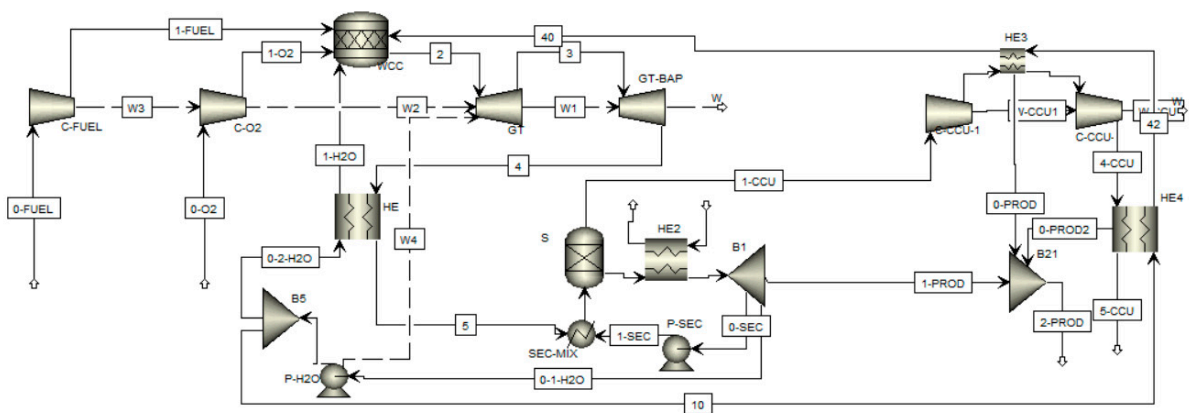 1-FUEL
40
HE3
1-O2
2
3
WCC
GT-BAP
W3
W2
W1
W
C-FUEL
C-O2
GT
C-CCU-1
W-CCU1
C-CCU-
W
42
1-H2O
4
1-CCU
4-CCU
HE
0-FUEL
0-O2
W4
S
HE2
B1
0-PROD
HE4
0-PROD2
0-2-H2O
B21
B5
1-PROD
5
1-SEC
P-SEC
0-SEC
2-PROD
5-CCU
SEC-MIX
P-H2O
0-1-H2O
10